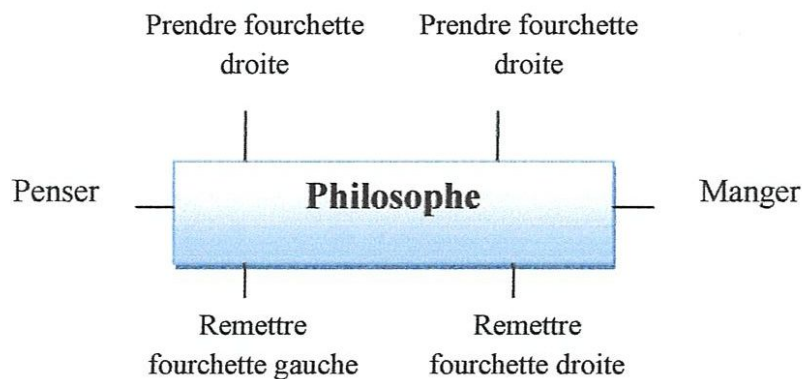 Prendre fourchette
droite
Prendre fourchette
droite
Penser
Philosophe
Manger
Remettre
fourchette gauche
Remettre
fourchette droite